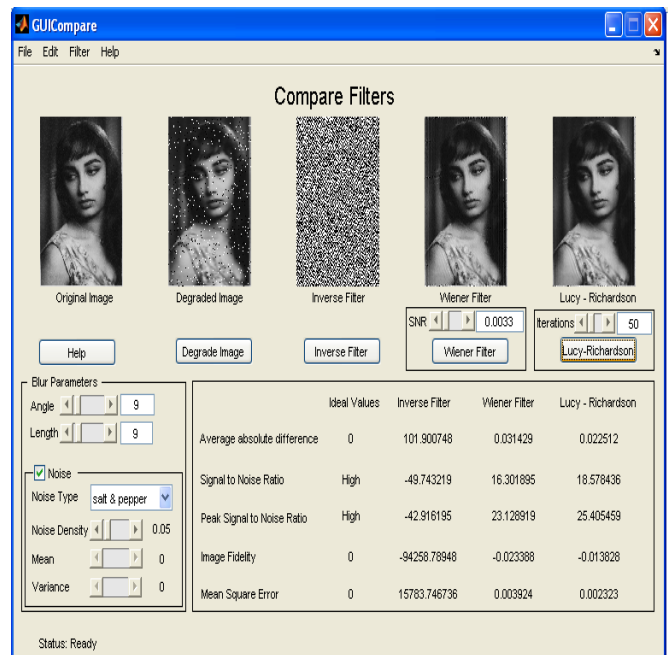 GUICompare
File Edit Filter Help
Compare Filters
Original Image Degraded Image Inverse Filter Wiener Filter Lucy - Richardson
SNR 0.0033 Iterations 50
Help Degrade Image Inverse Filter Wiener Filter Lucy-Richardson
Blur Parameters
Angle 9
Length 9
Noise
Noise Type salt & pepper
Noise Density 0.05
Mean 0
Variance 0
Ideal Values Inverse Filter Wiener Filter Lucy - Richardson
Average absolute difference 0 101.900748 0.031429 0.022512
Signal to Noise Ratio High -49.743219 16.301895 18.578436
Peak Signal to Noise Ratio High -42.916195 23.128919 25.405459
Image Fidelity 0 -94258.78948 -0.023388 -0.013828
Mean Square Error 0 15783.746736 0.003924 0.002323
Status: Ready